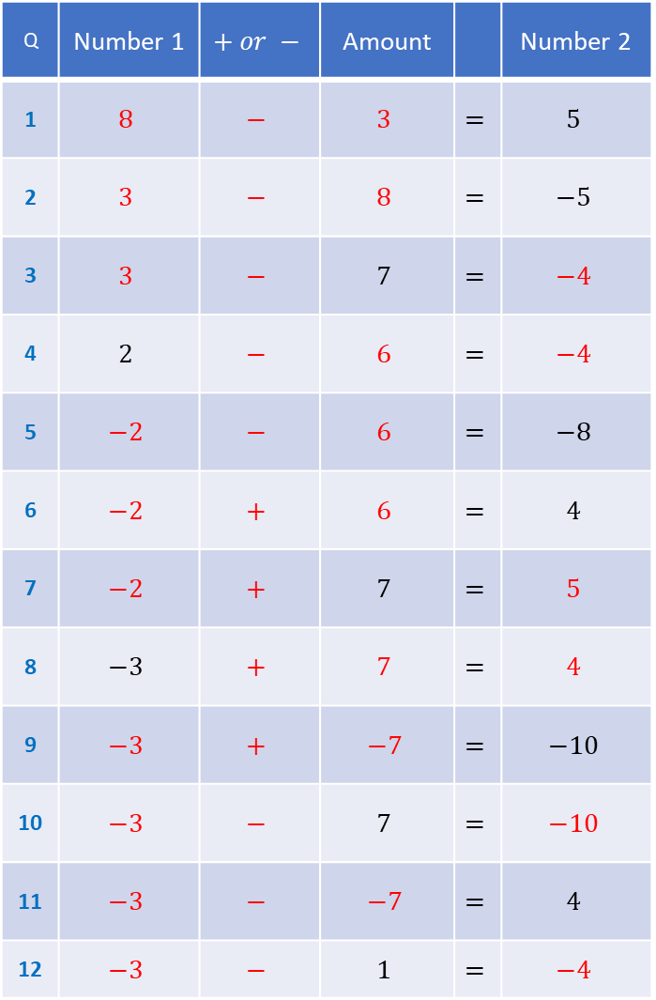 Q Number 1 + or − Amount Number 2
1 8 − 3 = 5
2 3 − 8 = −5
3 3 − 7 = −4
4 2 − 6 = −4
5 −2 − 6 = −8
6 −2 + 6 = 4
7 −2 + 7 = 5
8 −3 + 7 = 4
9 −3 + −7 = −10
10 −3 − 7 = −10
11 −3 − −7 = 4
12 −3 − 1 = −4